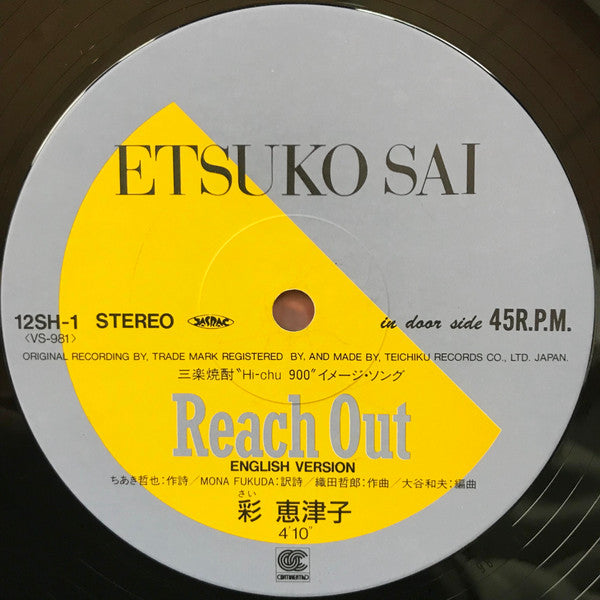 ETSUKO SAI
12SH-1 STEREO JASRAC in door side 45R.P.M.
〈VS-981〉
ORIGINAL RECORDING BY, TRADE MARK REGISTERED BY, AND MADE BY, TEICHIKU RECORDS CO., LTD. JAPAN.
三楽焼酎〝Hi-chu 900〟イメージ・ソング
Reach Out
ENGLISH VERSION
ちあき哲也:作詩/MONA FUKUDA:訳詩/織田哲郎:作曲/大谷和夫:編曲
さい
彩 恵津子
4'10"
CONTINENTAL